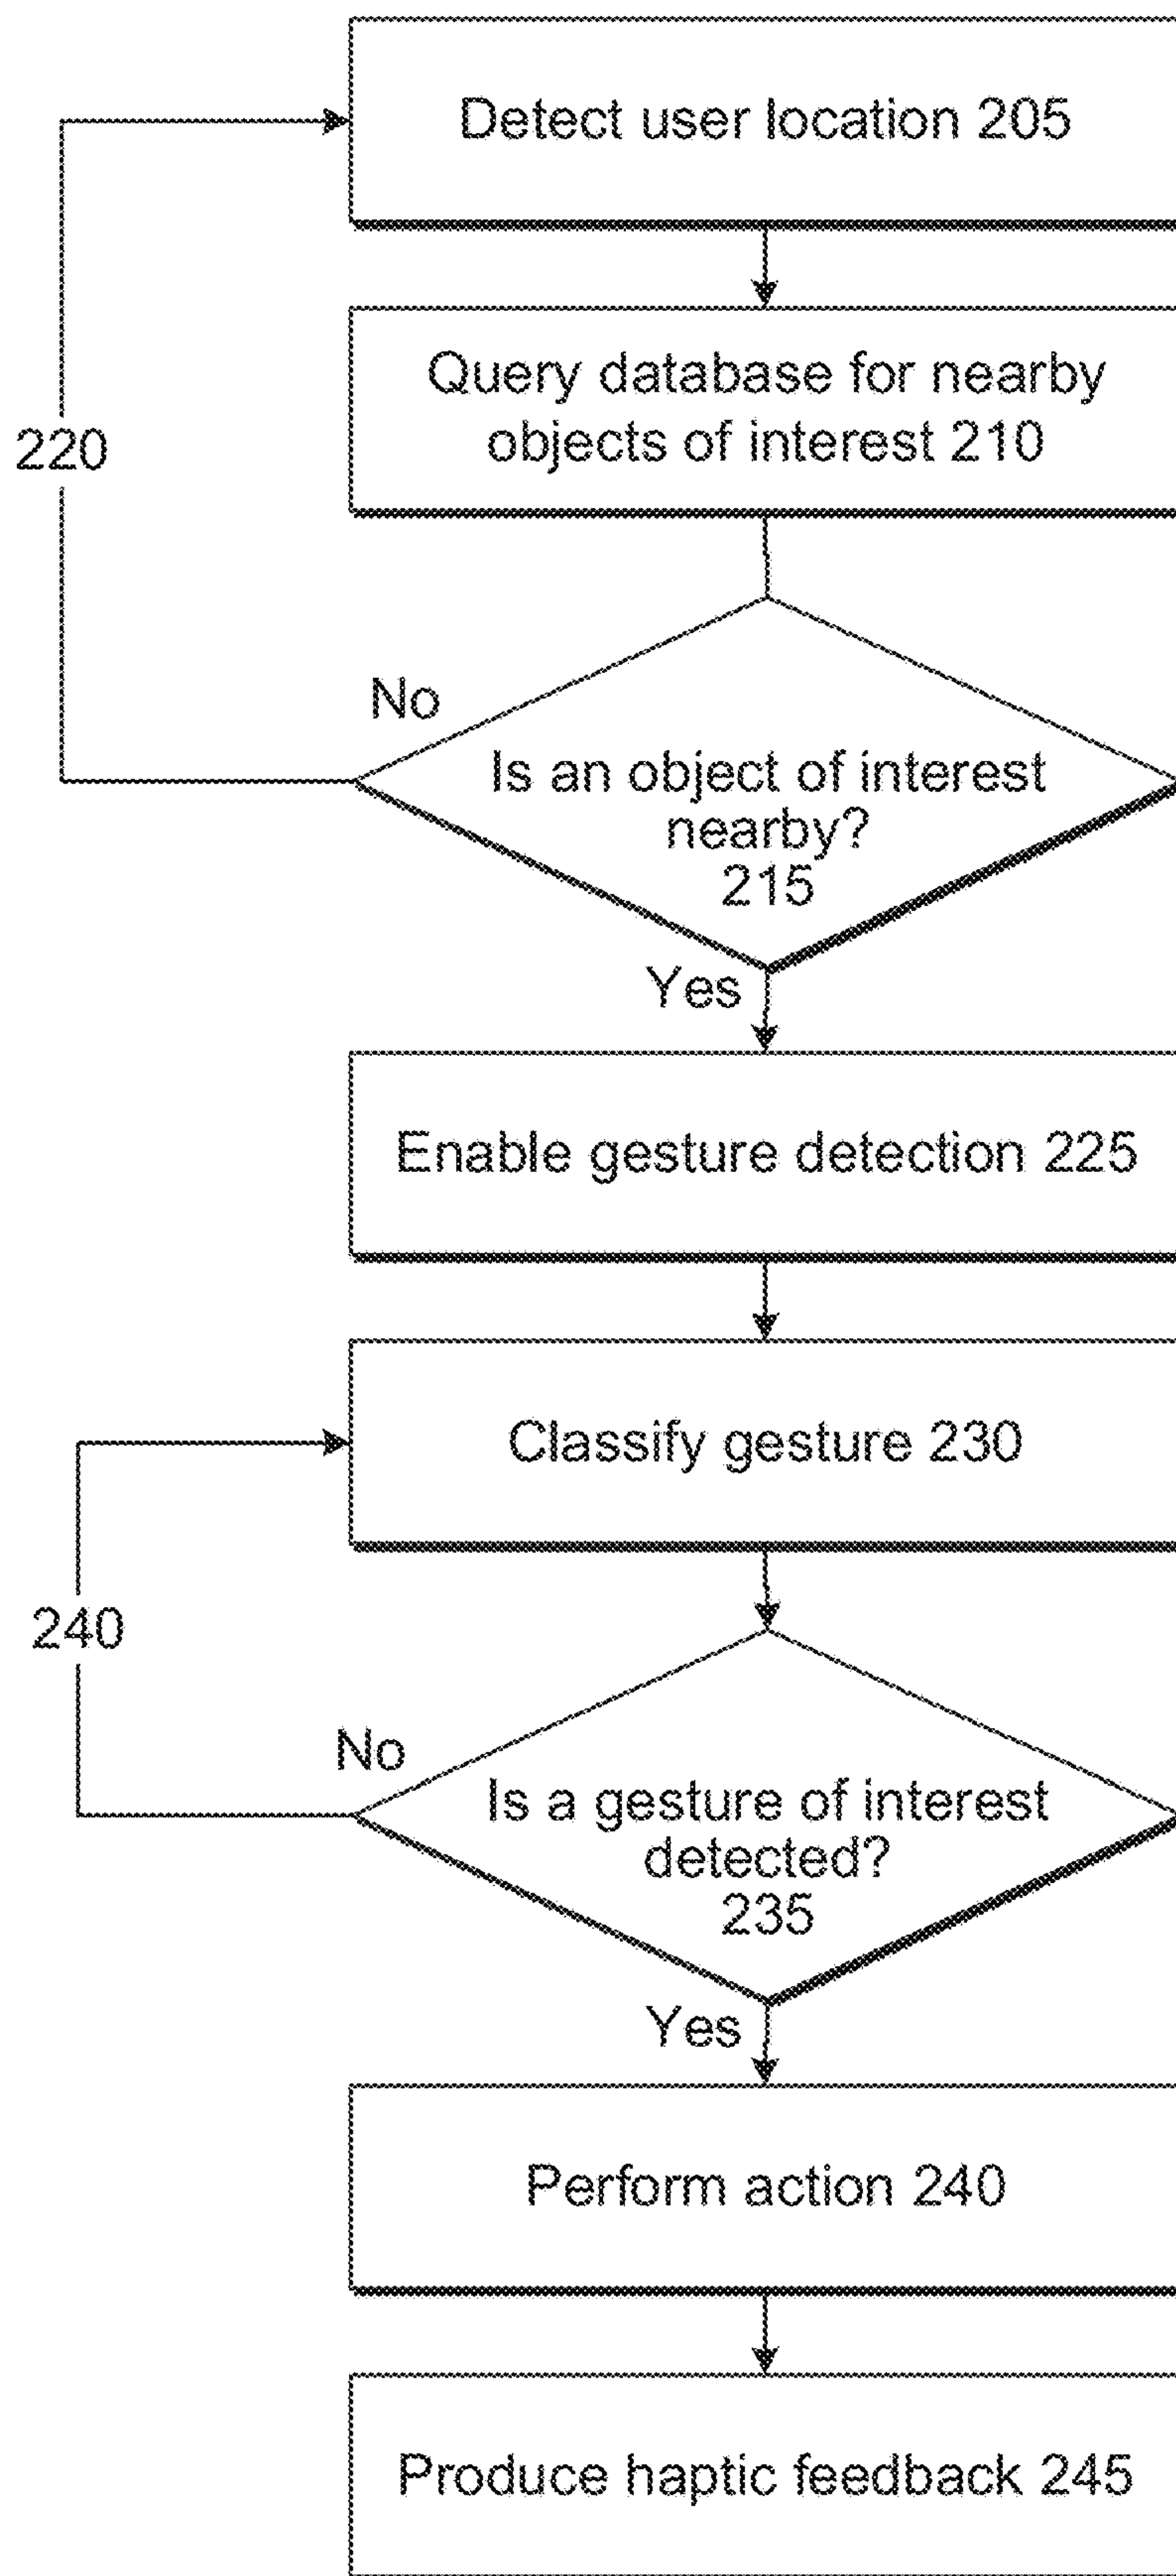 Detect user location 205
Query database for nearby
objects of interest 210
220
No
Is an object of interest
nearby?
215
Yes
Enable gesture detection 225
Classify gesture 230
240
No
Is a gesture of interest
detected?
235
Yes
Perform action 240
Produce haptic feedback 245